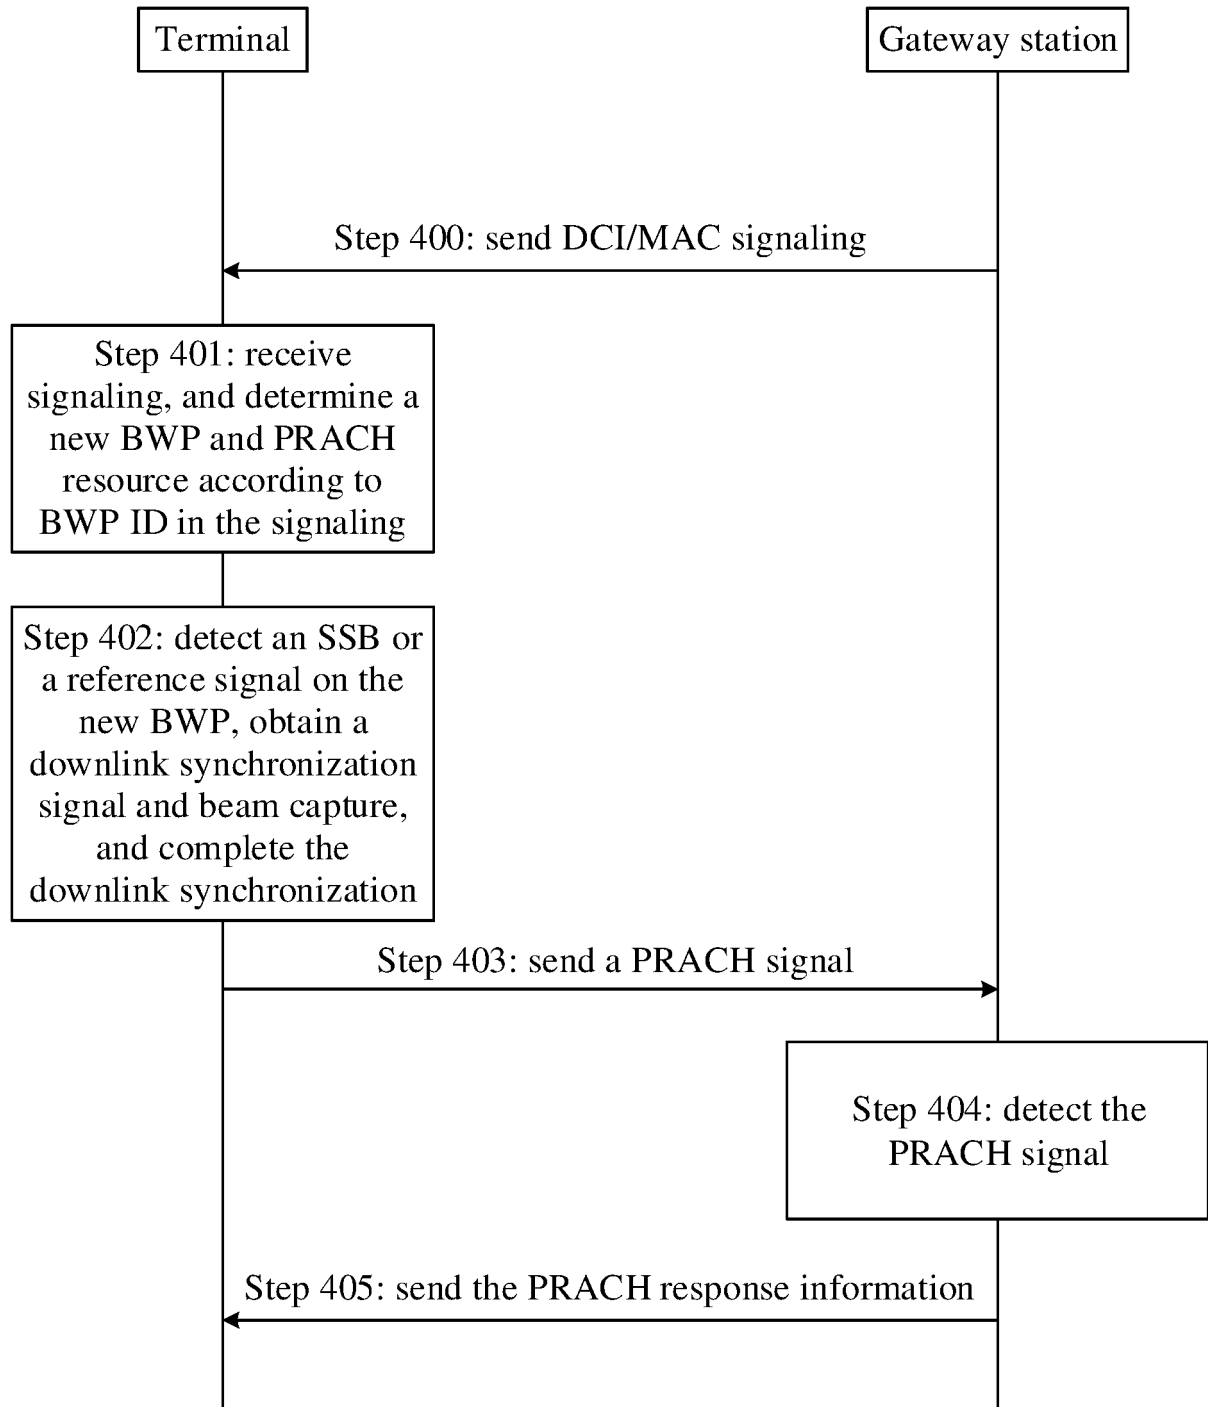 Terminal
Gateway station
Step 400: send DCI/MAC signaling
Step 401: receive
signaling, and determine a
new BWP and PRACH
resource according to
BWP ID in the signaling
Step 402: detect an SSB or
a reference signal on the
new BWP, obtain a
downlink synchronization
signal and beam capture,
and complete the
downlink synchronization
Step 403: send a PRACH signal
Step 404: detect the
PRACH signal
Step 405: send the PRACH response information